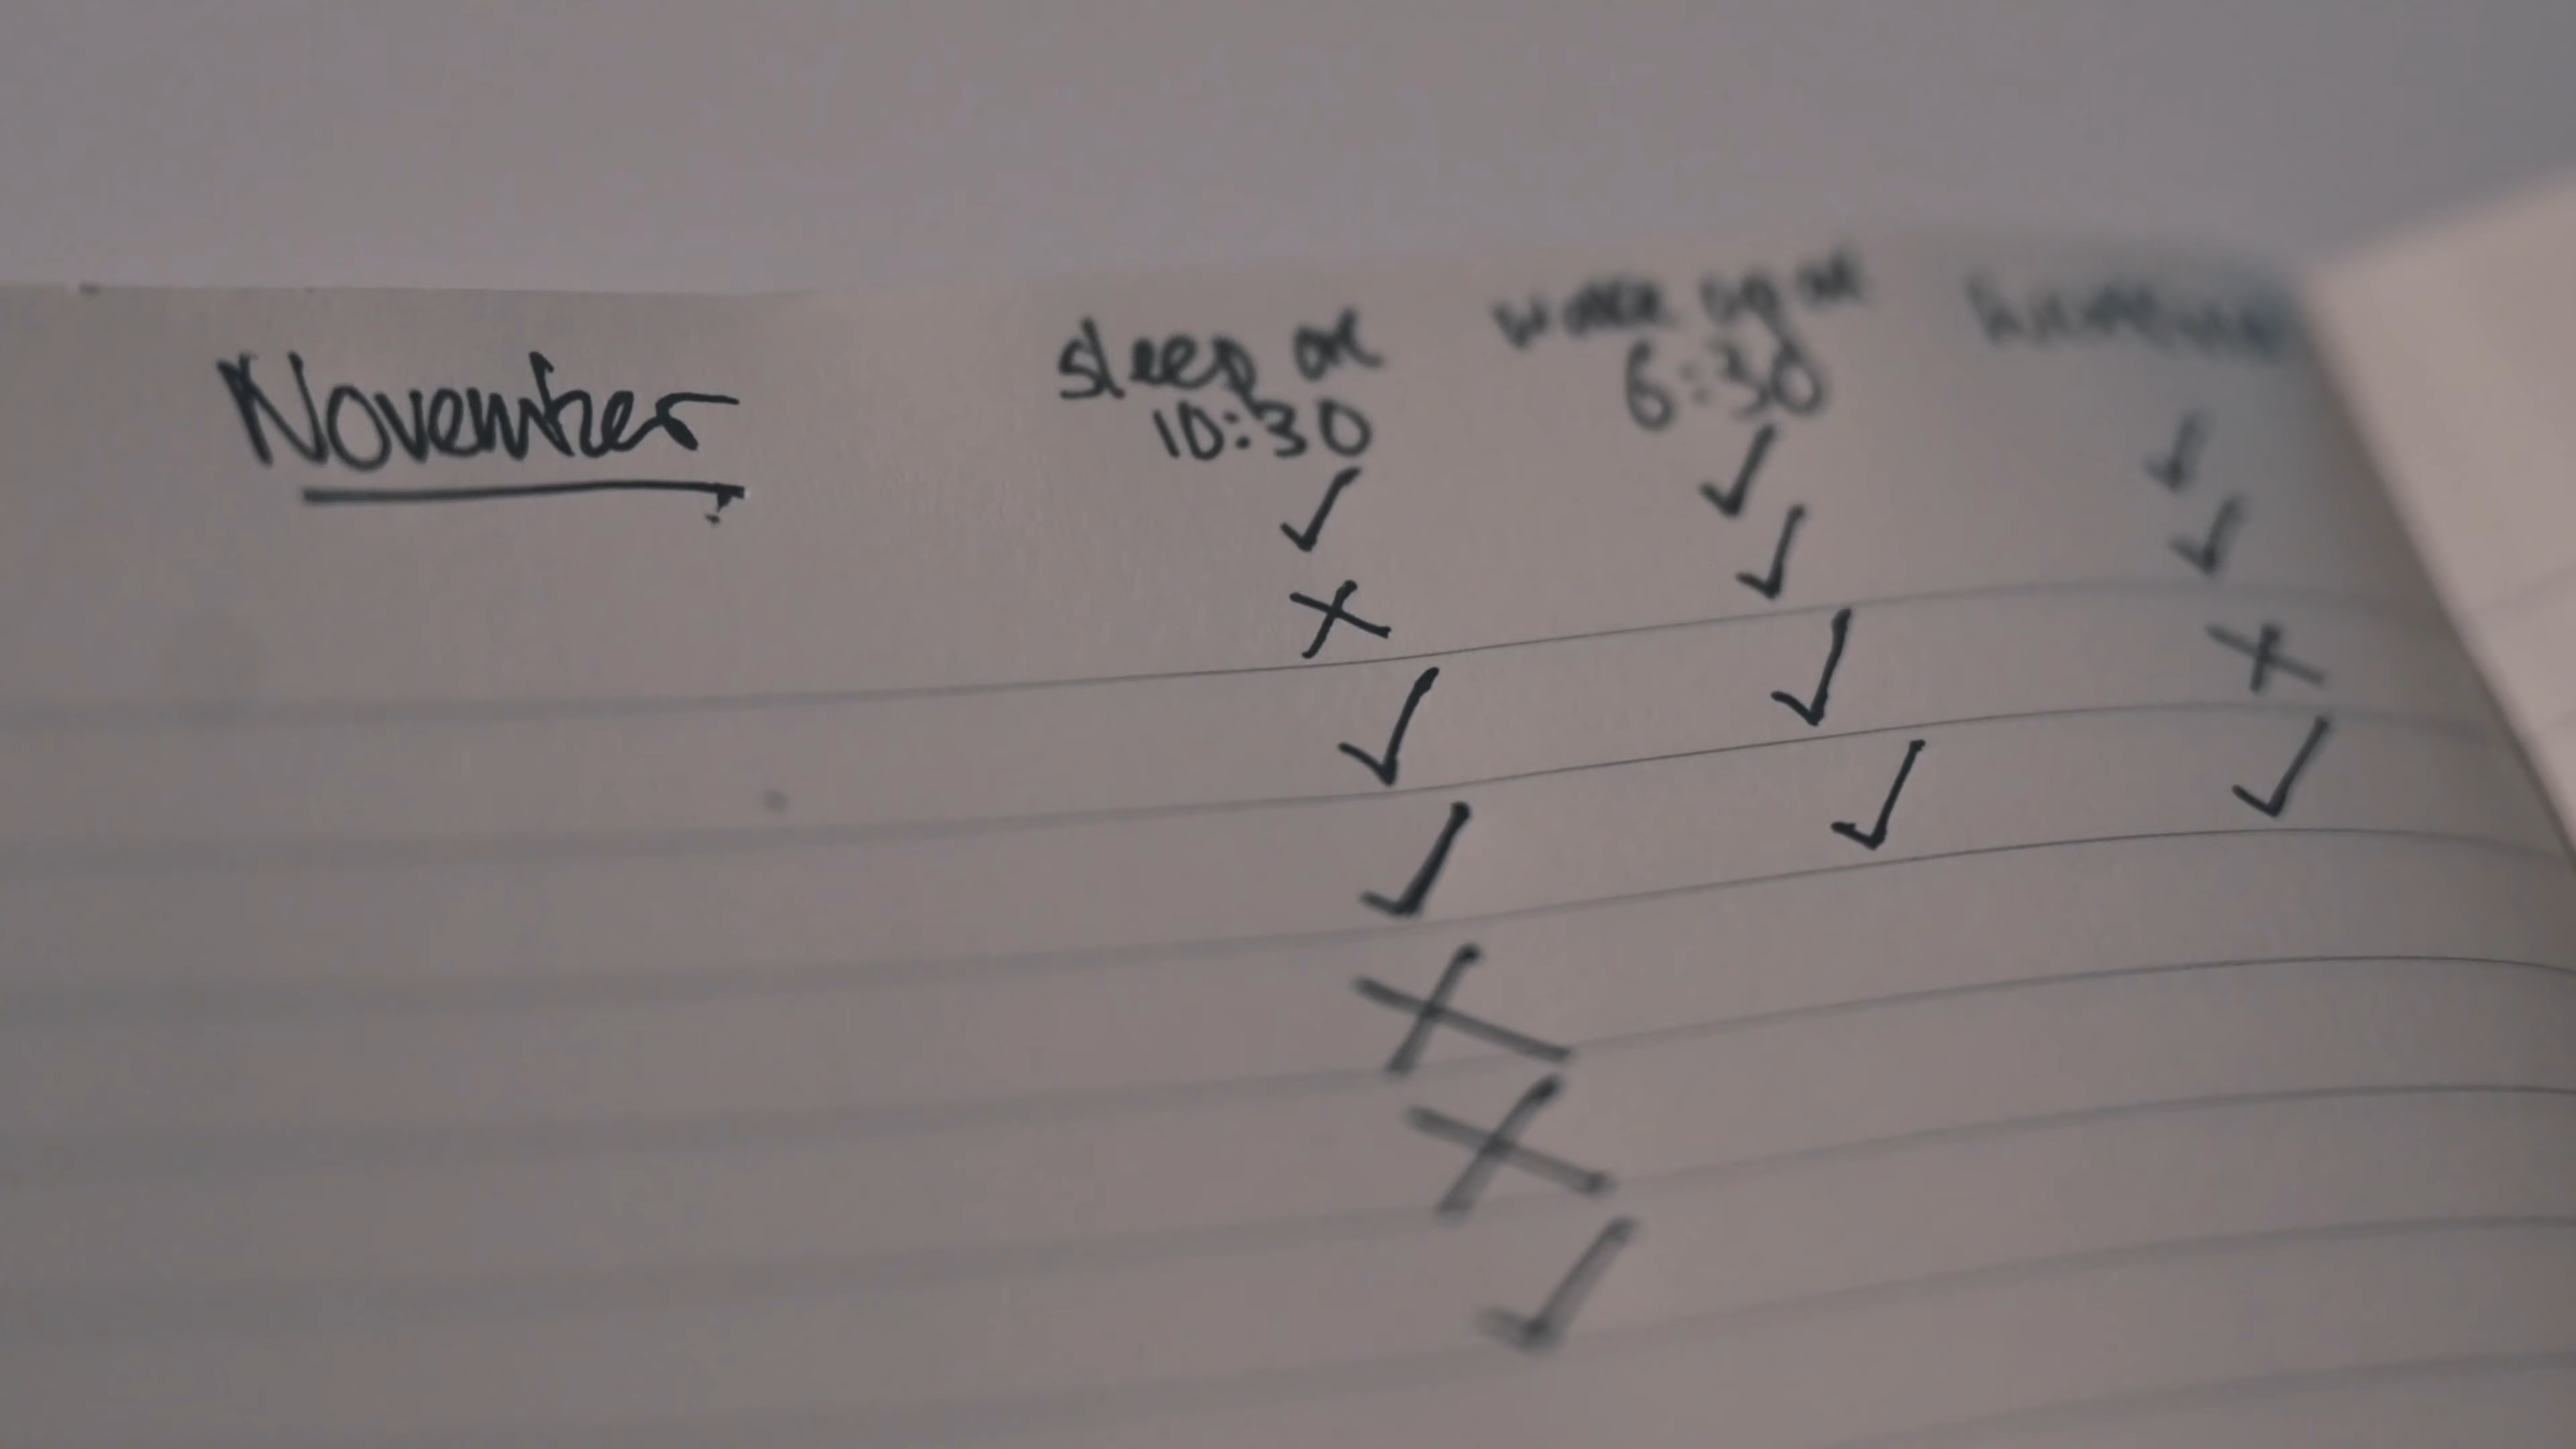 November
sleep at
10:30
wake up at
6:30
✓ ✓ ✓
✗ ✓ ✓
✓ ✓ ✗
✓ ✓ ✓
✗
✗
✓